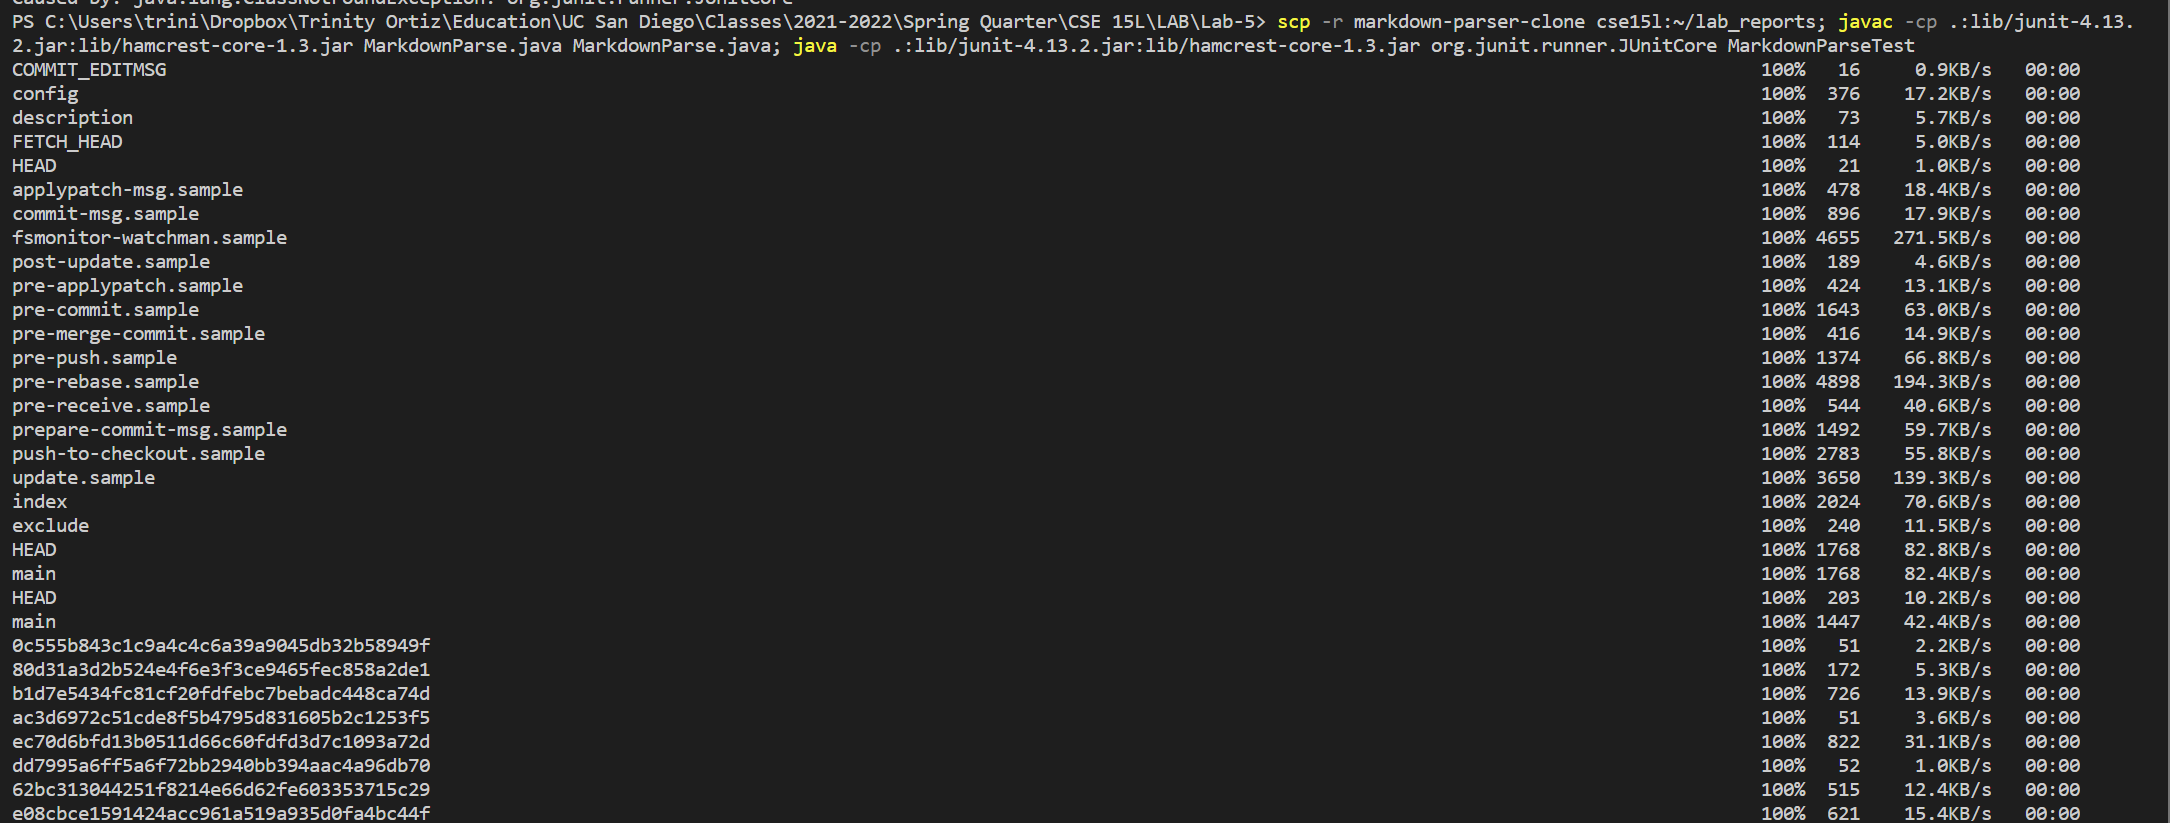 Caused by: java.lang.ClassNotFoundException: org.junit.runner.JUnitCore
PS C:\Users\trini\Dropbox\Trinity Ortiz\Education\UC San Diego\Classes\2021-2022\Spring Quarter\CSE 15L\LAB\Lab-5> scp -r markdown-parser-clone cse15l:~/lab_reports; javac -cp .:lib/junit-4.13.
2.jar:lib/hamcrest-core-1.3.jar MarkdownParse.java MarkdownParse.java; java -cp .:lib/junit-4.13.2.jar:lib/hamcrest-core-1.3.jar org.junit.runner.JUnitCore MarkdownParseTest
COMMIT_EDITMSG 100% 16 0.9KB/s 00:00
config 100% 376 17.2KB/s 00:00
description 100% 73 5.7KB/s 00:00
FETCH_HEAD 100% 114 5.0KB/s 00:00
HEAD 100% 21 1.0KB/s 00:00
applypatch-msg.sample 100% 478 18.4KB/s 00:00
commit-msg.sample 100% 896 17.9KB/s 00:00
fsmonitor-watchman.sample 100% 4655 271.5KB/s 00:00
post-update.sample 100% 189 4.6KB/s 00:00
pre-applypatch.sample 100% 424 13.1KB/s 00:00
pre-commit.sample 100% 1643 63.0KB/s 00:00
pre-merge-commit.sample 100% 416 14.9KB/s 00:00
pre-push.sample 100% 1374 66.8KB/s 00:00
pre-rebase.sample 100% 4898 194.3KB/s 00:00
pre-receive.sample 100% 544 40.6KB/s 00:00
prepare-commit-msg.sample 100% 1492 59.7KB/s 00:00
push-to-checkout.sample 100% 2783 55.8KB/s 00:00
update.sample 100% 3650 139.3KB/s 00:00
index 100% 2024 70.6KB/s 00:00
exclude 100% 240 11.5KB/s 00:00
HEAD 100% 1768 82.8KB/s 00:00
main 100% 1768 82.4KB/s 00:00
HEAD 100% 203 10.2KB/s 00:00
main 100% 1447 42.4KB/s 00:00
0c555b843c1c9a4c4c6a39a9045db32b58949f 100% 51 2.2KB/s 00:00
80d31a3d2b524e4f6e3f3ce9465fec858a2de1 100% 172 5.3KB/s 00:00
b1d7e5434fc81cf20fdfebc7bebadc448ca74d 100% 726 13.9KB/s 00:00
ac3d6972c51cde8f5b4795d831605b2c1253f5 100% 51 3.6KB/s 00:00
ec70d6bfd13b0511d66c60fdfd3d7c1093a72d 100% 822 31.1KB/s 00:00
dd7995a6ff5a6f72bb2940bb394aac4a96db70 100% 52 1.0KB/s 00:00
62bc313044251f8214e66d62fe603353715c29 100% 515 12.4KB/s 00:00
e08cbce1591424acc961a519a935d0fa4bc44f 100% 621 15.4KB/s 00:00